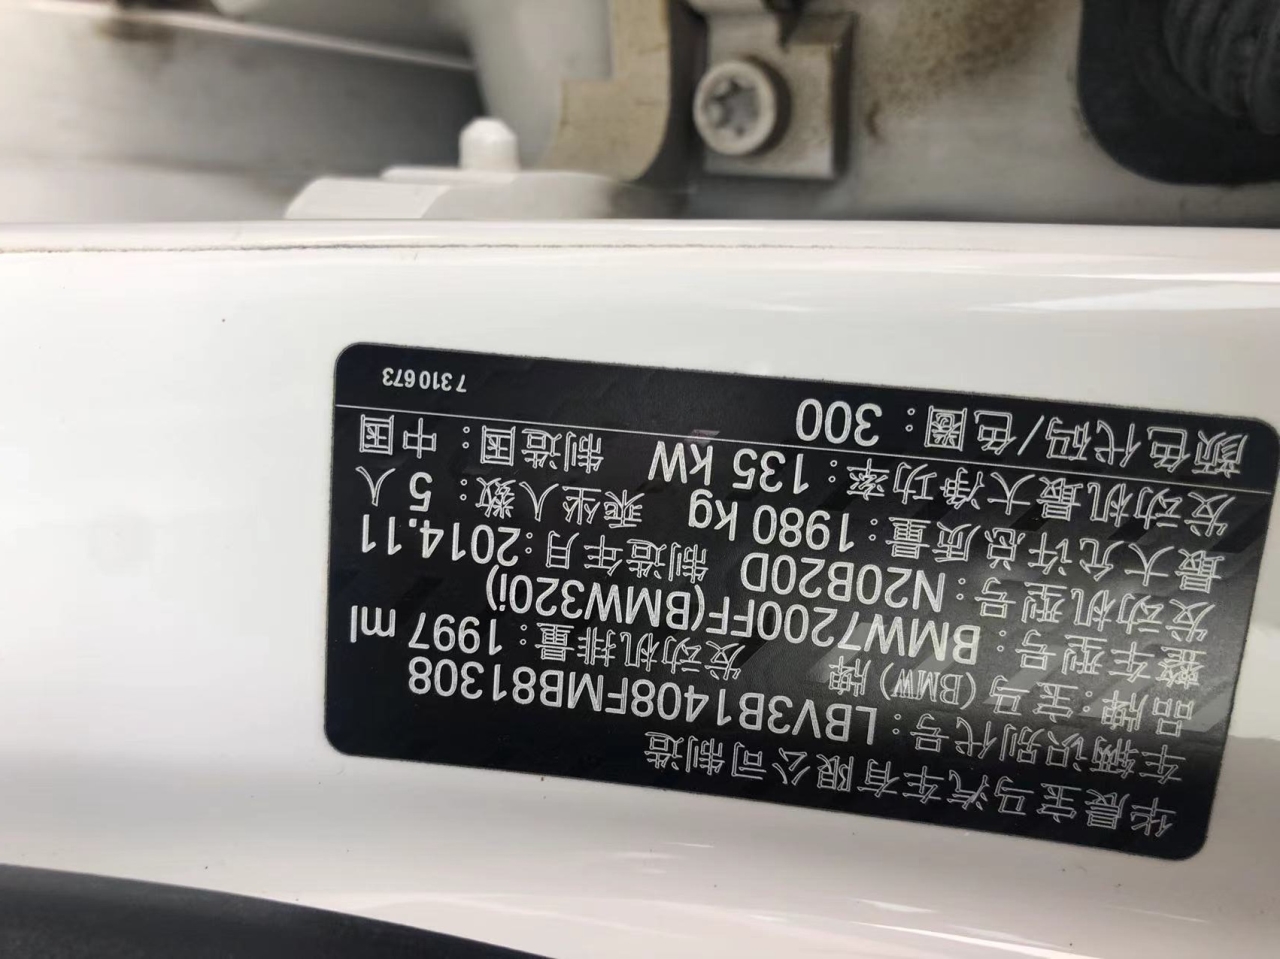 华晨宝马汽车有限公司制造
车辆识别代号：LBV3B1408FMB81308
品牌：宝马（BMW）牌 发动机排量：1997 ml
整车型号：BMW7200FF(BMW320i)
发动机型号：N20B20D 制造年月：2014.11
最大允许总质量：1980 kg 乘坐人数：5 人
发动机最大净功率：135 kW 制造国：中国
颜色代码/色圈：300
7310673